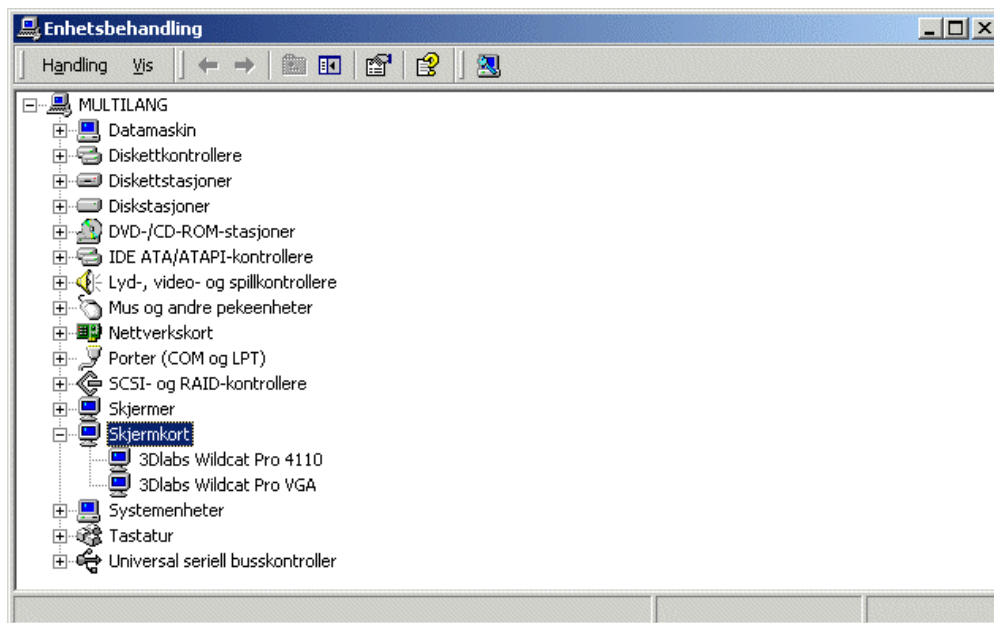 Enhetsbehandling
Handling Vis
MULTILANG
Datamaskin
Diskettkontrollere
Diskettstasjoner
Diskstasjoner
DVD-/CD-ROM-stasjoner
IDE ATA/ATAPI-kontrollere
Lyd-, video- og spillkontrollere
Mus og andre pekeenheter
Nettverkskort
Porter (COM og LPT)
SCSI- og RAID-kontrollere
Skjermer
Skjermkort
3Dlabs Wildcat Pro 4110
3Dlabs Wildcat Pro VGA
Systemenheter
Tastatur
Universal seriell busskontroller